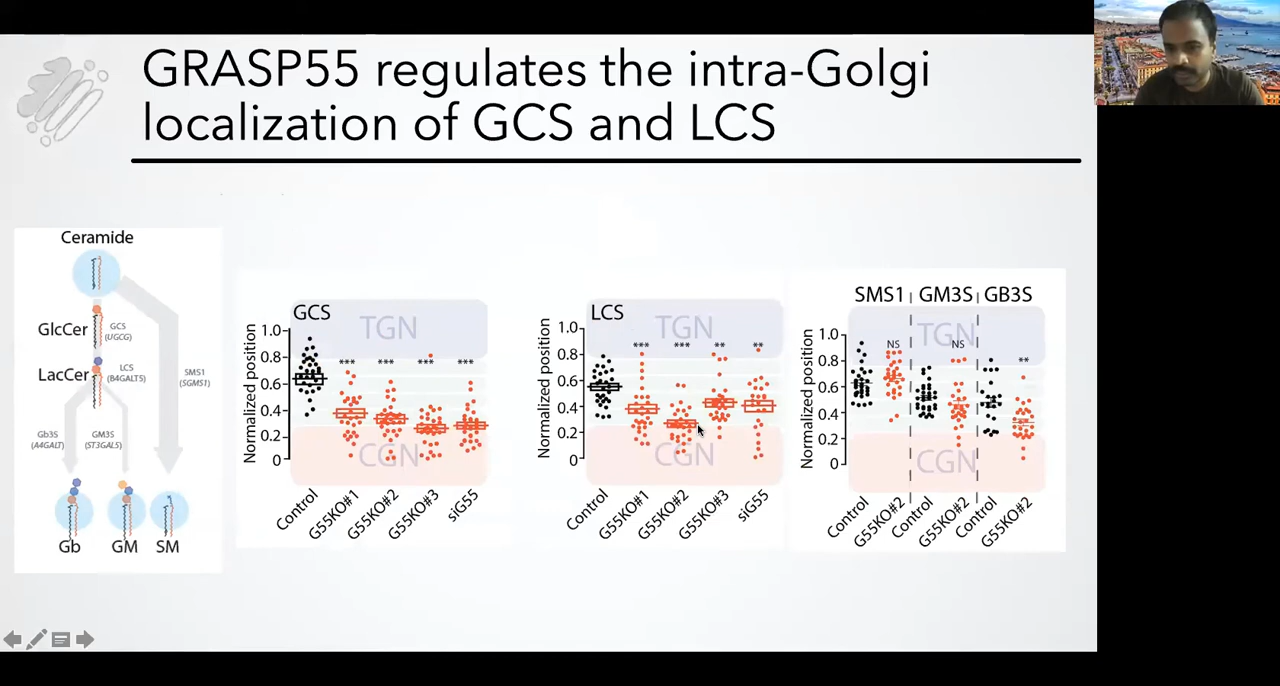 GRASP55 regulates the intra-Golgi
localization of GCS and LCS
Ceramide
GlcCer
GCS
(UGCG)
LacCer
LCS
(B4GALT5)
SMS1
(SGMS1)
Gb3S
(A4GALT)
GM3S
(ST3GAL5)
Gb
GM
SM
GCS
TGN
Normalized position
1.0
0.8
0.6
0.4
0.2
0
***
***
***
***
CGN
Control
G55KO#1
G55KO#2
G55KO#3
siG55
LCS
TGN
Normalized position
1.0
0.8
0.6
0.4
0.2
0
***
***
**
**
CGN
Control
G55KO#1
G55KO#2
G55KO#3
siG55
SMS1
GM3S
GB3S
TGN
Normalized position
1.0
0.8
0.6
0.4
0.2
0
NS
NS
**
CGN
Control
G55KO#2
Control
G55KO#2
Control
G55KO#2